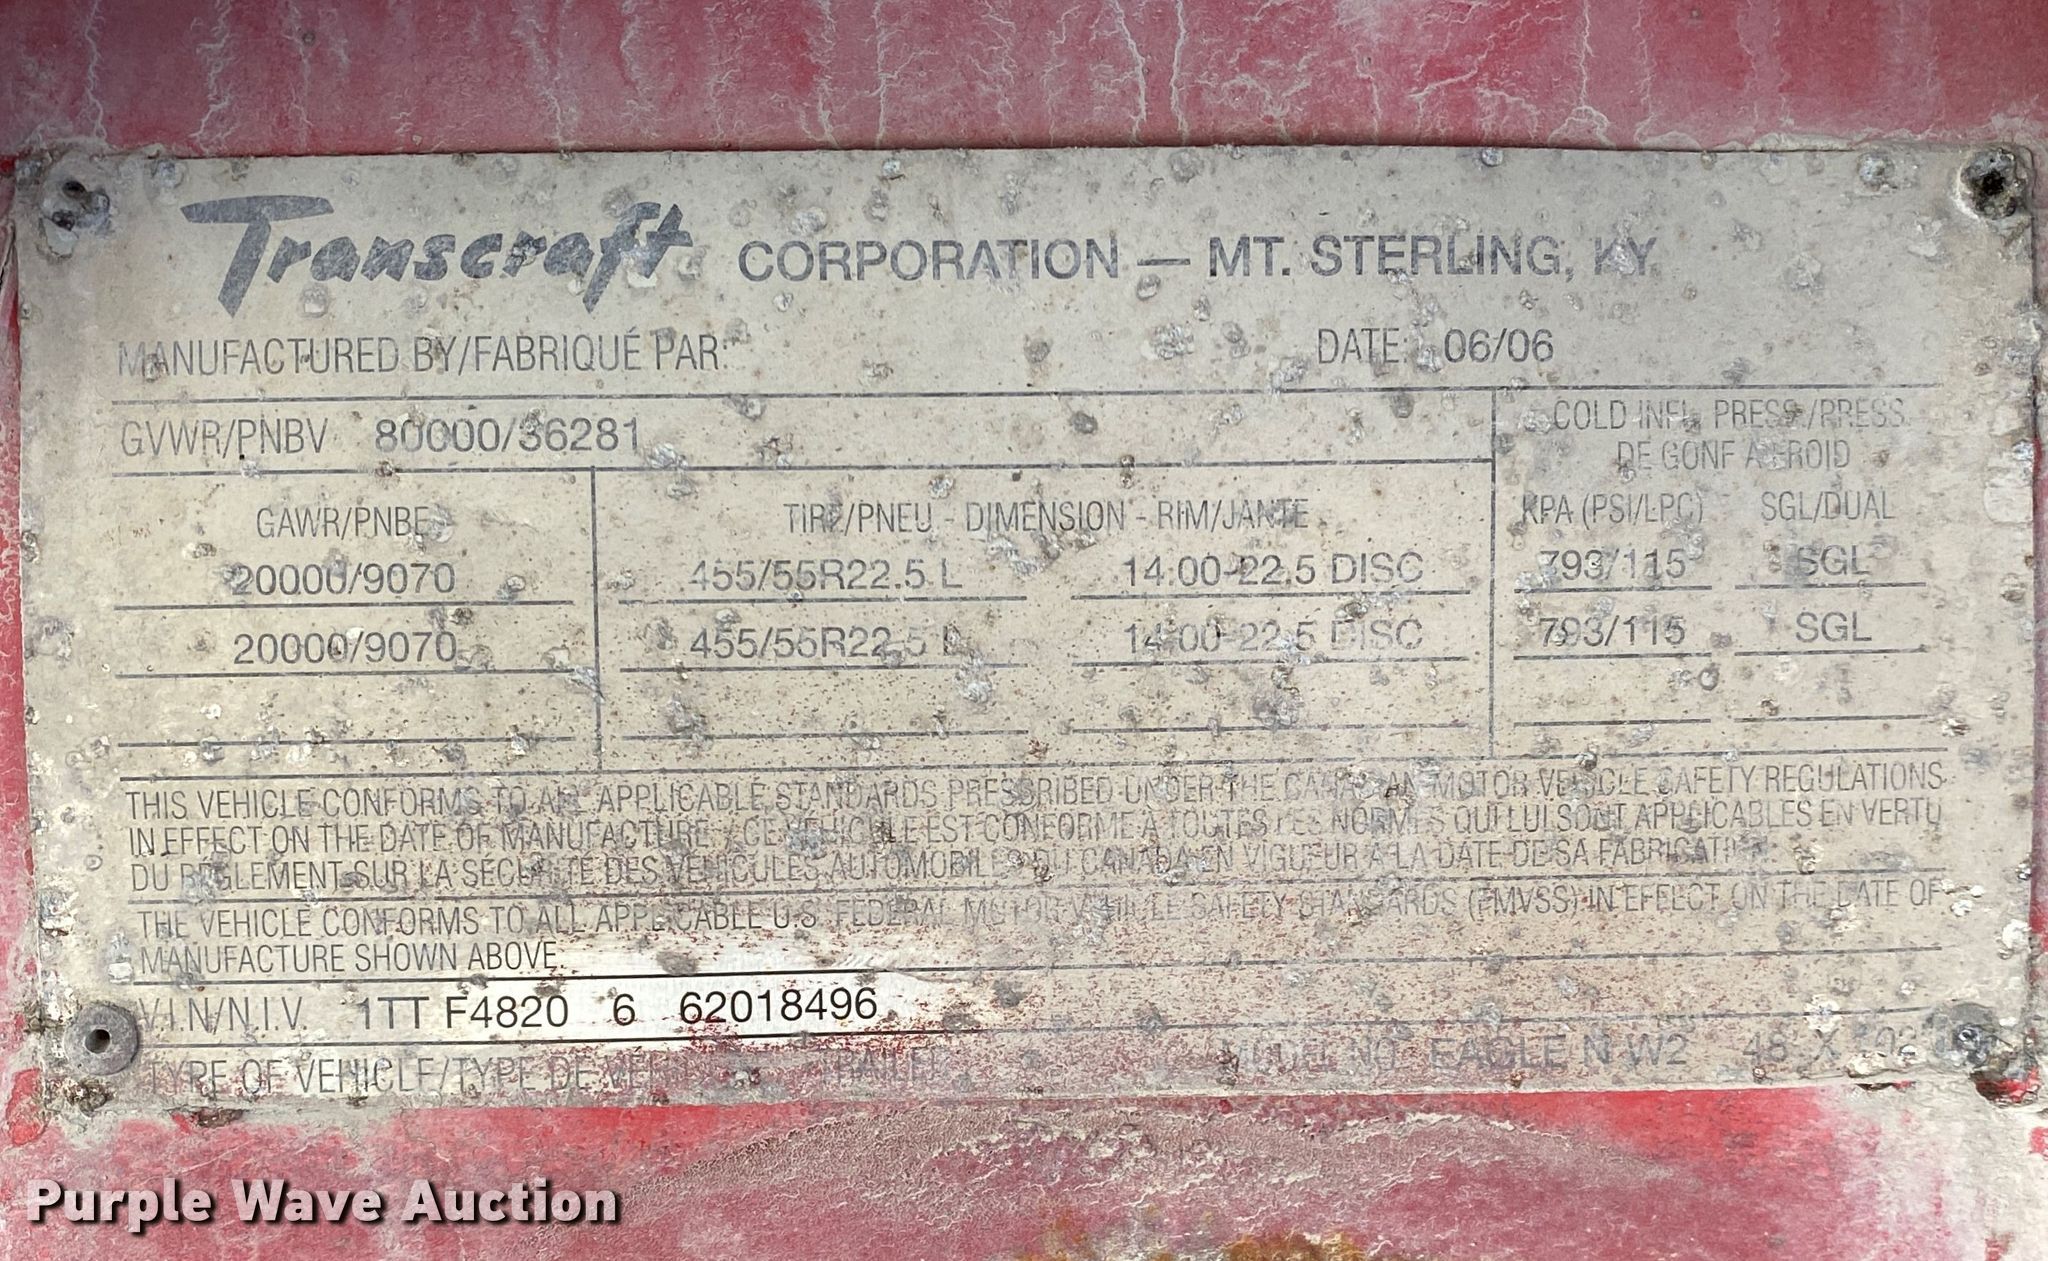 Transcraft CORPORATION — MT. STERLING, KY
MANUFACTURED BY/FABRIQUÉ PAR: DATE: 06/06
GVWR/PNBV 80000/36281
COLD INFL. PRESS./PRESS.
DE GONF A FROID
GAWR/PNBE TIRE/PNEU - DIMENSION - RIM/JANTE KPA (PSI/LPC) SGL/DUAL
20000/9070 455/55R22.5 L 14.00-22.5 DISC 793/115 SGL
20000/9070 455/55R22.5 L 14.00-22.5 DISC 793/115 SGL
THIS VEHICLE CONFORMS TO ALL APPLICABLE STANDARDS PRESCRIBED UNDER THE CANADIAN MOTOR VEHICLE SAFETY REGULATIONS
IN EFFECT ON THE DATE OF MANUFACTURE / CE VEHICULE EST CONFORME A TOUTES LES NORMES QUI LUI SONT APPLICABLES EN VERTU
DU RÉGLEMENT SUR LA SÉCURITÉ DES VEHICULES AUTOMOBILES DU CANADA EN VIGUEUR A LA DATE DE SA FABRICATION.
THE VEHICLE CONFORMS TO ALL APPLICABLE U.S. FEDERAL MOTOR VEHICLE SAFETY STANDARDS (FMVSS) IN EFFECT ON THE DATE OF
MANUFACTURE SHOWN ABOVE.
V.I.N/N.I.V. 1TT F4820 6 62018496
TYPE OF VEHICLE/TYPE DE VEHICULE TRAILER MODEL NO. EAGLE N W2 48 X 102
Purple Wave Auction